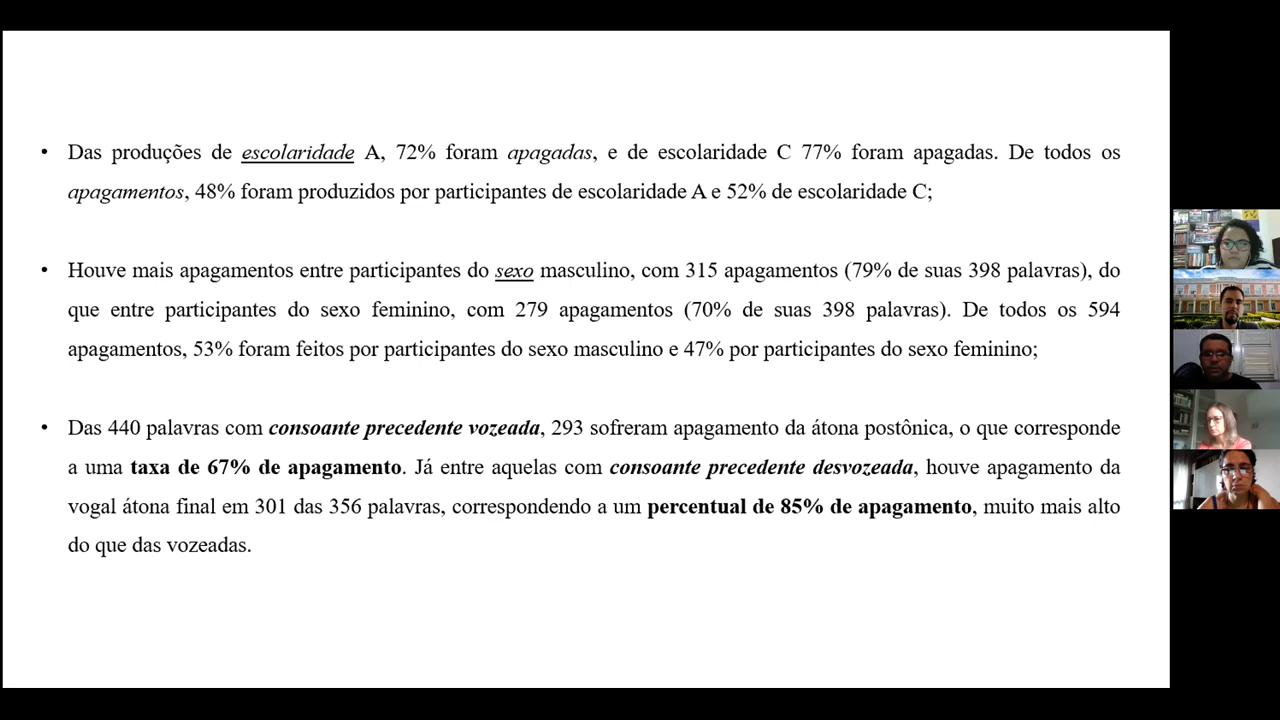 • Das produções de escolaridade A, 72% foram apagadas, e de escolaridade C 77% foram apagadas. De todos os
apagamentos, 48% foram produzidos por participantes de escolaridade A e 52% de escolaridade C;
• Houve mais apagamentos entre participantes do sexo masculino, com 315 apagamentos (79% de suas 398 palavras), do
que entre participantes do sexo feminino, com 279 apagamentos (70% de suas 398 palavras). De todos os 594
apagamentos, 53% foram feitos por participantes do sexo masculino e 47% por participantes do sexo feminino;
• Das 440 palavras com consoante precedente vozeada, 293 sofreram apagamento da átona postônica, o que corresponde
a uma taxa de 67% de apagamento. Já entre aquelas com consoante precedente desvozeada, houve apagamento da
vogal átona final em 301 das 356 palavras, correspondendo a um percentual de 85% de apagamento, muito mais alto
do que das vozeadas.